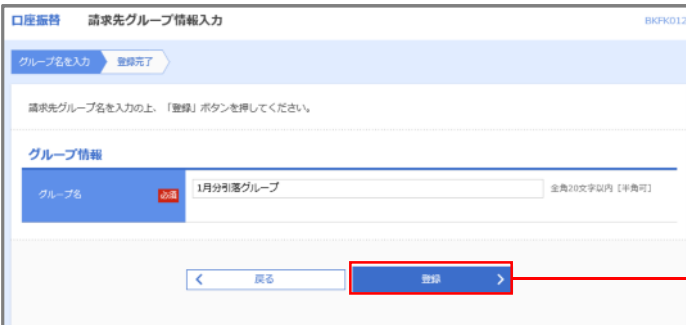 口座振替 請求先グループ情報入力 BKFK012
グループ名を入力 登録完了
請求先グループ名を入力の上、「登録」ボタンを押してください。
グループ情報
グループ名 必須 1月分引落グループ 全角20文字以内［半角可］
戻る 登録